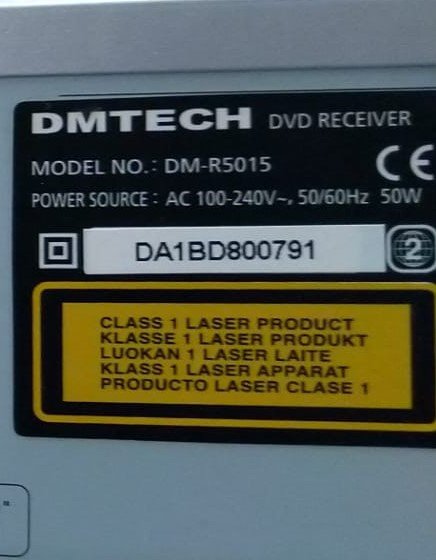 DMTECH DVD RECEIVER
MODEL NO.: DM-R5015 CE
POWER SOURCE : AC 100-240V~, 50/60Hz 50W
DA1BD800791 2
CLASS 1 LASER PRODUCT
KLASSE 1 LASER PRODUKT
LUOKAN 1 LASER LAITE
KLASS 1 LASER APPARAT
PRODUCTO LASER CLASE 1